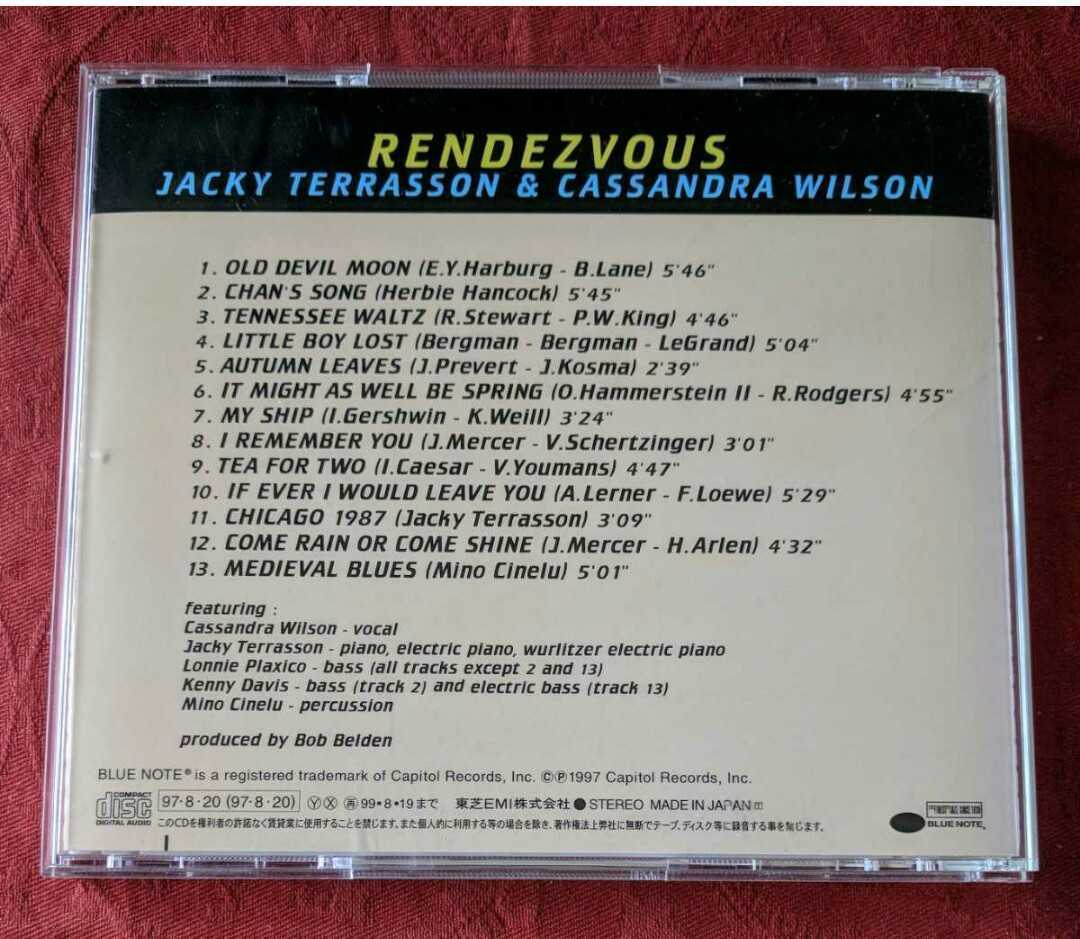 RENDEZVOUS
JACKY TERRASSON & CASSANDRA WILSON
1. OLD DEVIL MOON (E.Y.Harburg - B.Lane) 5'46"
2. CHAN'S SONG (Herbie Hancock) 5'45"
3. TENNESSEE WALTZ (R.Stewart - P.W.King) 4'46"
4. LITTLE BOY LOST (Bergman - Bergman - LeGrand) 5'04"
5. AUTUMN LEAVES (J.Prevert - J.Kosma) 2'39"
6. IT MIGHT AS WELL BE SPRING (O.Hammerstein II - R.Rodgers) 4'55"
7. MY SHIP (I.Gershwin - K.Weill) 3'24"
8. I REMEMBER YOU (J.Mercer - V.Schertzinger) 3'01"
9. TEA FOR TWO (I.Caesar - V.Youmans) 4'47"
10. IF EVER I WOULD LEAVE YOU (A.Lerner - F.Loewe) 5'29"
11. CHICAGO 1987 (Jacky Terrasson) 3'09"
12. COME RAIN OR COME SHINE (J.Mercer - H.Arlen) 4'32"
13. MEDIEVAL BLUES (Mino Cinelu) 5'01"
featuring :
Cassandra Wilson - vocal
Jacky Terrasson - piano, electric piano, wurlitzer electric piano
Lonnie Plaxico - bass (all tracks except 2 and 13)
Kenny Davis - bass (track 2) and electric bass (track 13)
Mino Cinelu - percussion
produced by Bob Belden
BLUE NOTE® is a registered trademark of Capitol Records, Inc. ©℗1997 Capitol Records, Inc.
COMPACT disc DIGITAL AUDIO
97・8・20 (97・8・20) Ⓨ Ⓧ ㊞99・8・19まで 東芝EMI株式会社● STEREO MADE IN JAPAN
このCDを権利者の許諾なく賃貸業に使用することを禁じます。また個人的に利用する等の場合を除き、著作権法上弊社に無断でテープ、ディスク等に録音する事を禁じます。
THE FINEST IN JAZZ SINCE 1939
BLUE NOTE